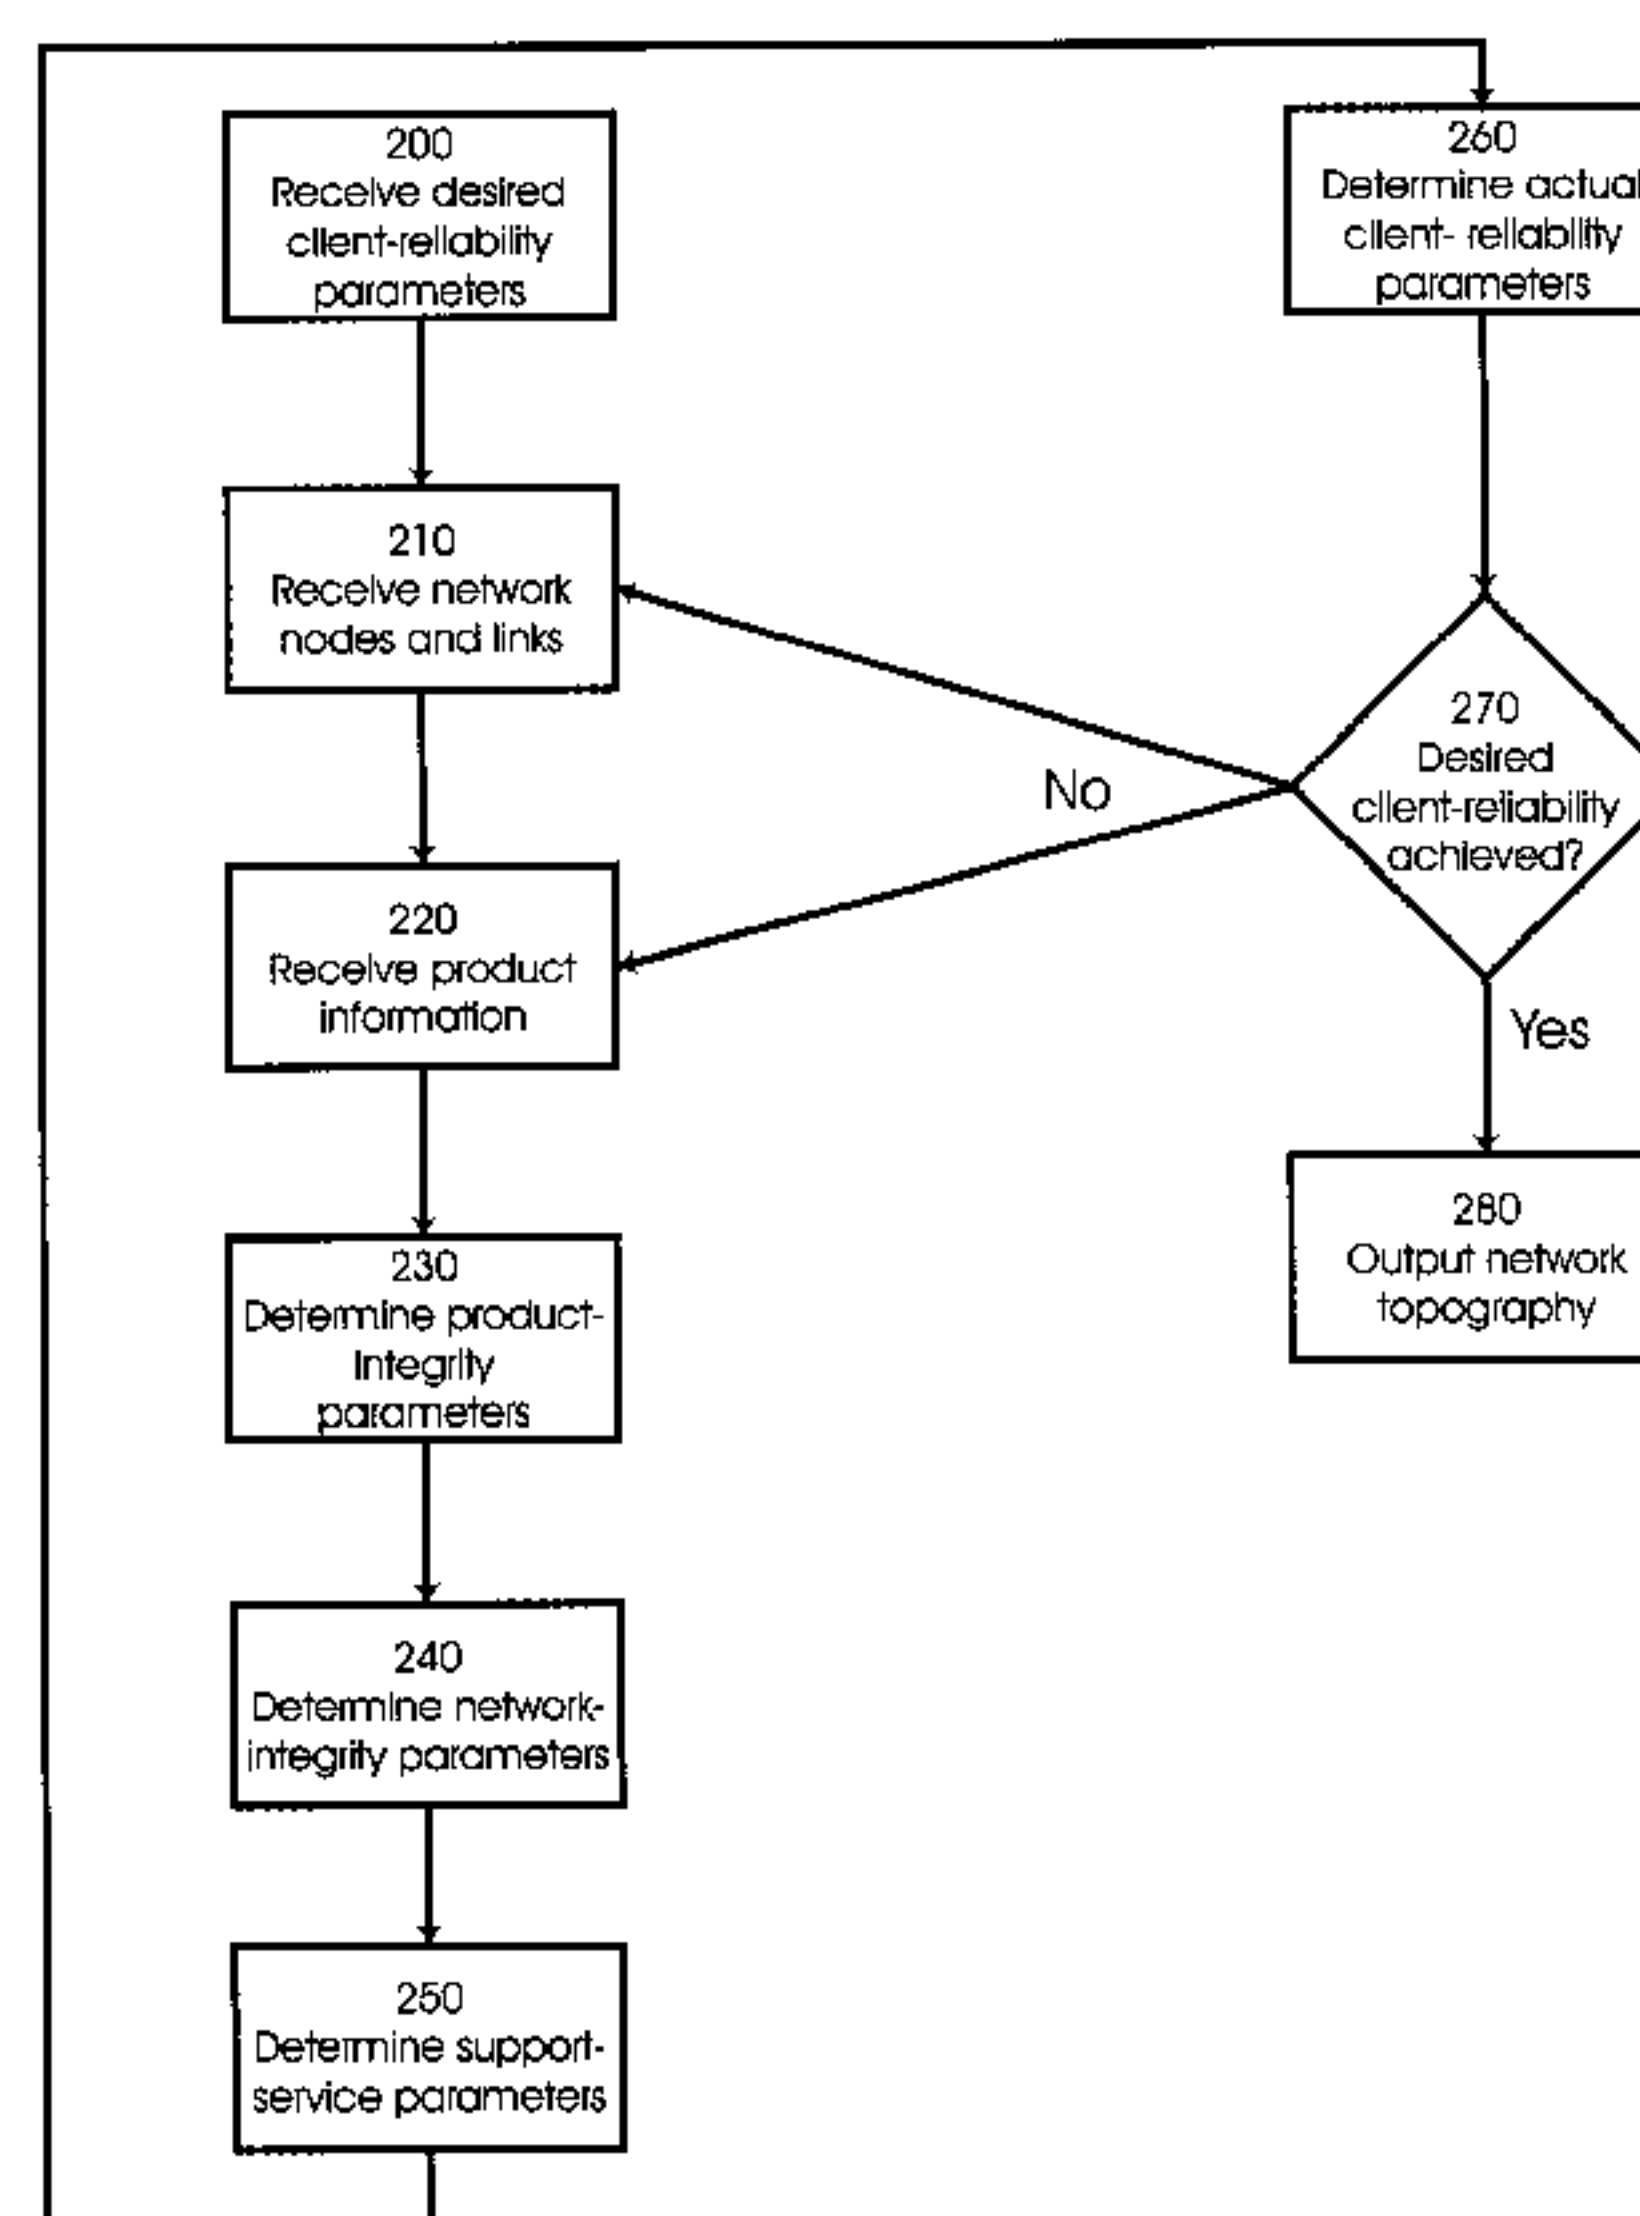 200
Receive desired
client-reliability
parameters
210
Receive network
nodes and links
220
Receive product
information
230
Determine product-
Integrity
parameters
240
Determine network-
integrity parameters
250
Determine support-
service parameters
260
Determine actual
client- reliability
parameters
270
Desired
client-reliability
achieved?
No
Yes
280
Output network
topography